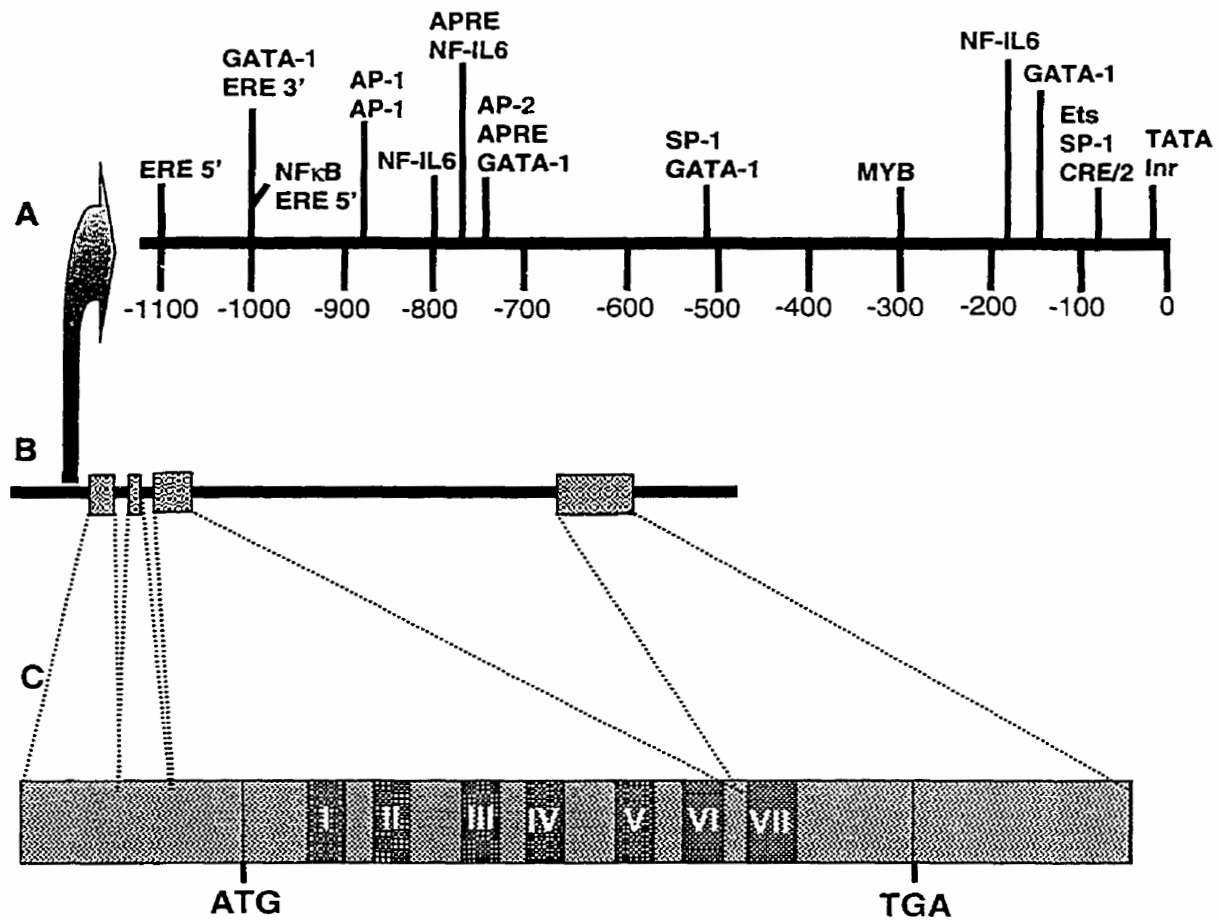 APRE
NF-IL6
NF-IL6
GATA-1
ERE 3'
AP-1
AP-1
AP-2
APRE
GATA-1
GATA-1
Ets
SP-1
CRE/2
SP-1
GATA-1
TATA
Inr
ERE 5'
NFκB
ERE 5'
NF-IL6
MYB
A
-1100 -1000 -900 -800 -700 -600 -500 -400 -300 -200 -100 0
B
C
I II III IV V VI VII
ATG TGA